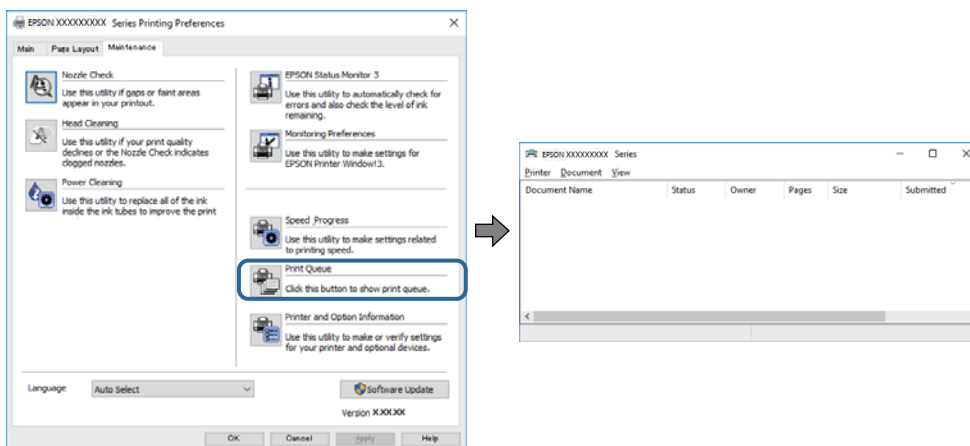 EPSON XXXXXXXXX Series Printing Preferences
Main Page Layout Maintenance
Nozzle Check
Use this utility if gaps or faint areas
appear in your printout.
Head Cleaning
Use this utility if your print quality
declines or the Nozzle Check indicates
clogged nozzles.
Power Cleaning
Use this utility to replace all of the ink
inside the ink tubes to improve the print
EPSON Status Monitor 3
Use this utility to automatically check for
errors and also check the level of ink
remaining.
Monitoring Preferences
Use this utility to make settings for
EPSON Printer Window!3.
Speed Progress
Use this utility to make settings related
to printing speed.
Print Queue
Click this button to show print queue.
Printer and Option Information
Use this utility to make or verify settings
for your printer and optional devices.
Language Auto Select
Software Update
Version X.XX.XX
OK Cancel Apply Help
EPSON XXXXXXXXX Series
Printer Document View
Document Name Status Owner Pages Size Submitted